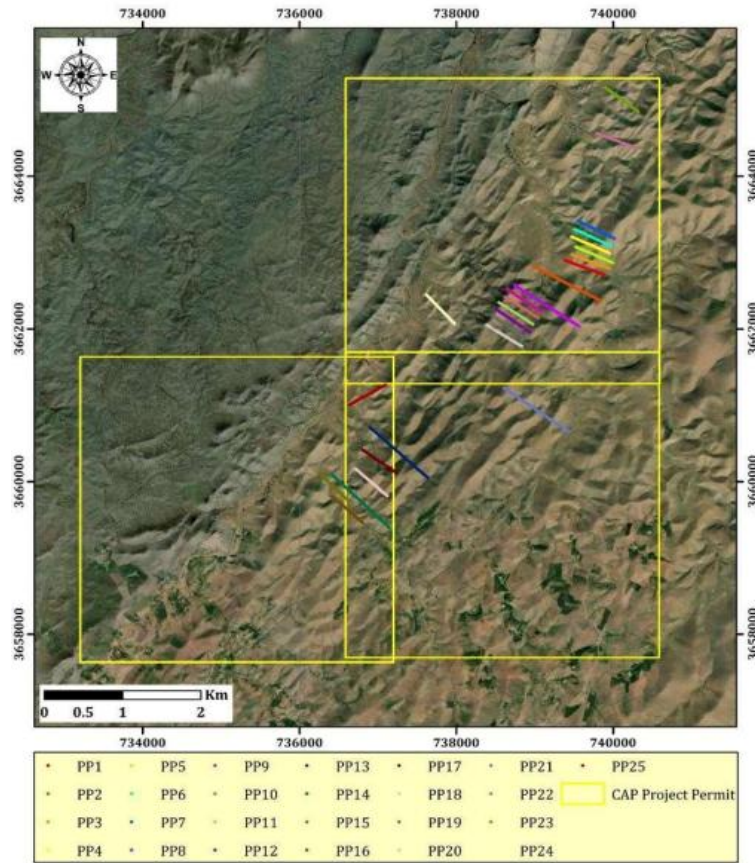 734000 736000 738000 740000
N
W E
S
3664000 3664000
3662000 3662000
3660000 3660000
3658000 3658000
Km
0 0.5 1 2
734000 736000 738000 740000
PP1 PP5 PP9 PP13 PP17 PP21 PP25
PP2 PP6 PP10 PP14 PP18 PP22 CAP Project Permit
PP3 PP7 PP11 PP15 PP19 PP23
PP4 PP8 PP12 PP16 PP20 PP24